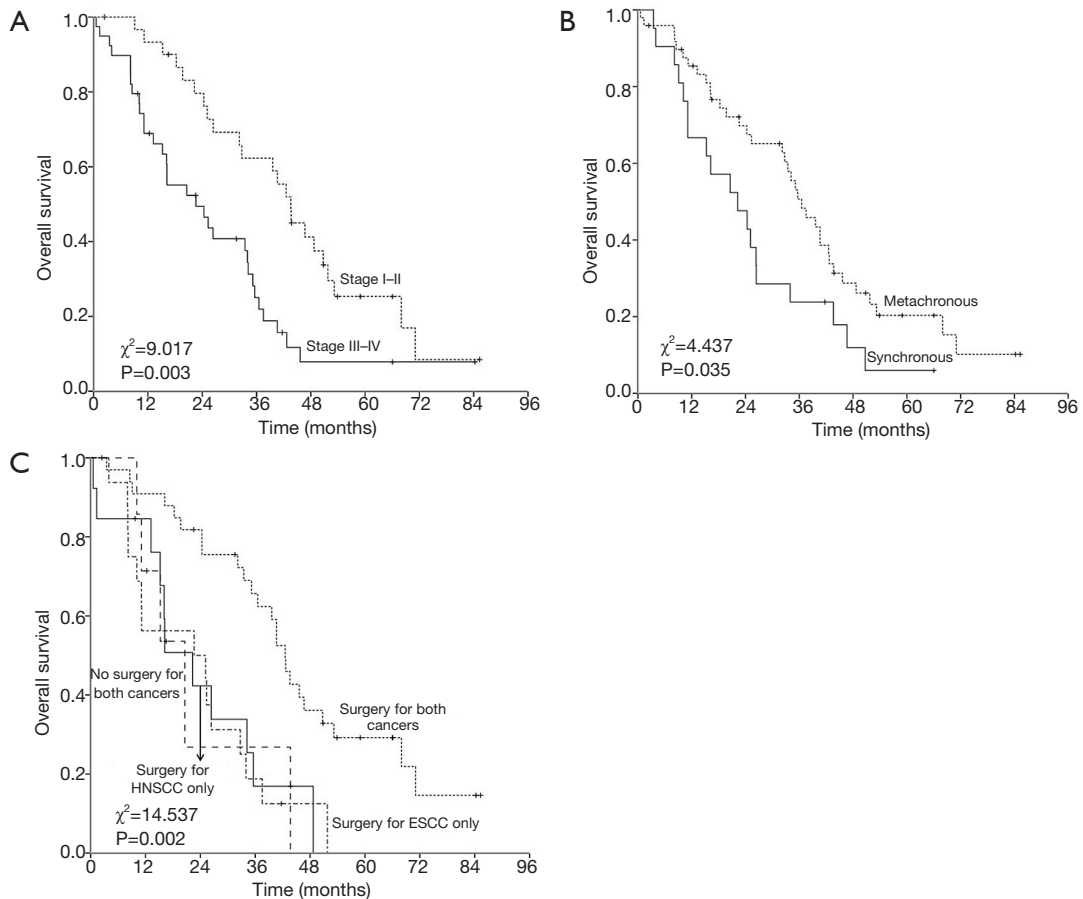 A
Overall survival
1.0
0.8
0.6
0.4
0.2
0.0
Stage I–II
Stage III–IV
χ²=9.017
P=0.003
0 12 24 36 48 60 72 84 96
Time (months)
B
Overall survival
1.0
0.8
0.6
0.4
0.2
0.0
Metachronous
Synchronous
χ²=4.437
P=0.035
0 12 24 36 48 60 72 84 96
Time (months)
C
Overall survival
1.0
0.8
0.6
0.4
0.2
0.0
No surgery for
both cancers
Surgery for both
cancers
Surgery for
HNSCC only
Surgery for ESCC only
χ²=14.537
P=0.002
0 12 24 36 48 60 72 84 96
Time (months)